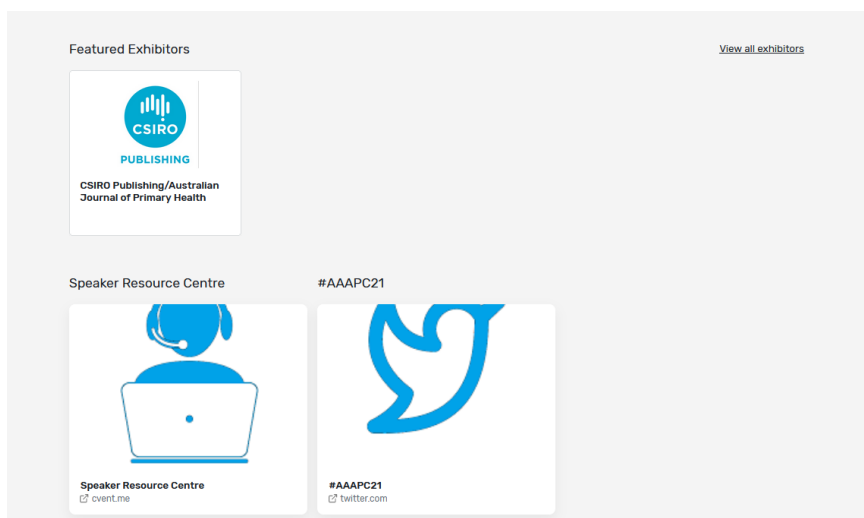 Featured Exhibitors
View all exhibitors
CSIRO
PUBLISHING
CSIRO Publishing/Australian
Journal of Primary Health
Speaker Resource Centre
#AAAPC21
Speaker Resource Centre
cvent.me
#AAAPC21
twitter.com